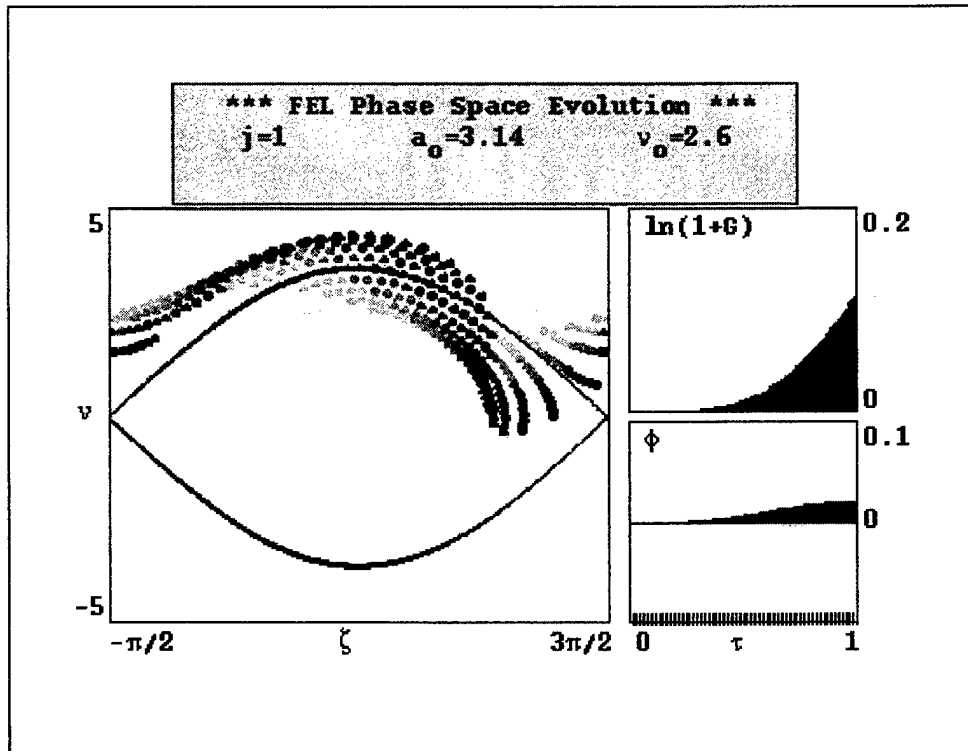 *** FEL Phase Space Evolution ***
j=1 a₀=3.14 ν₀=2.6
5
ν
-5
-π/2 ζ 3π/2
ln(1+G) 0.2
0
ϕ 0.1
0
0 τ 1